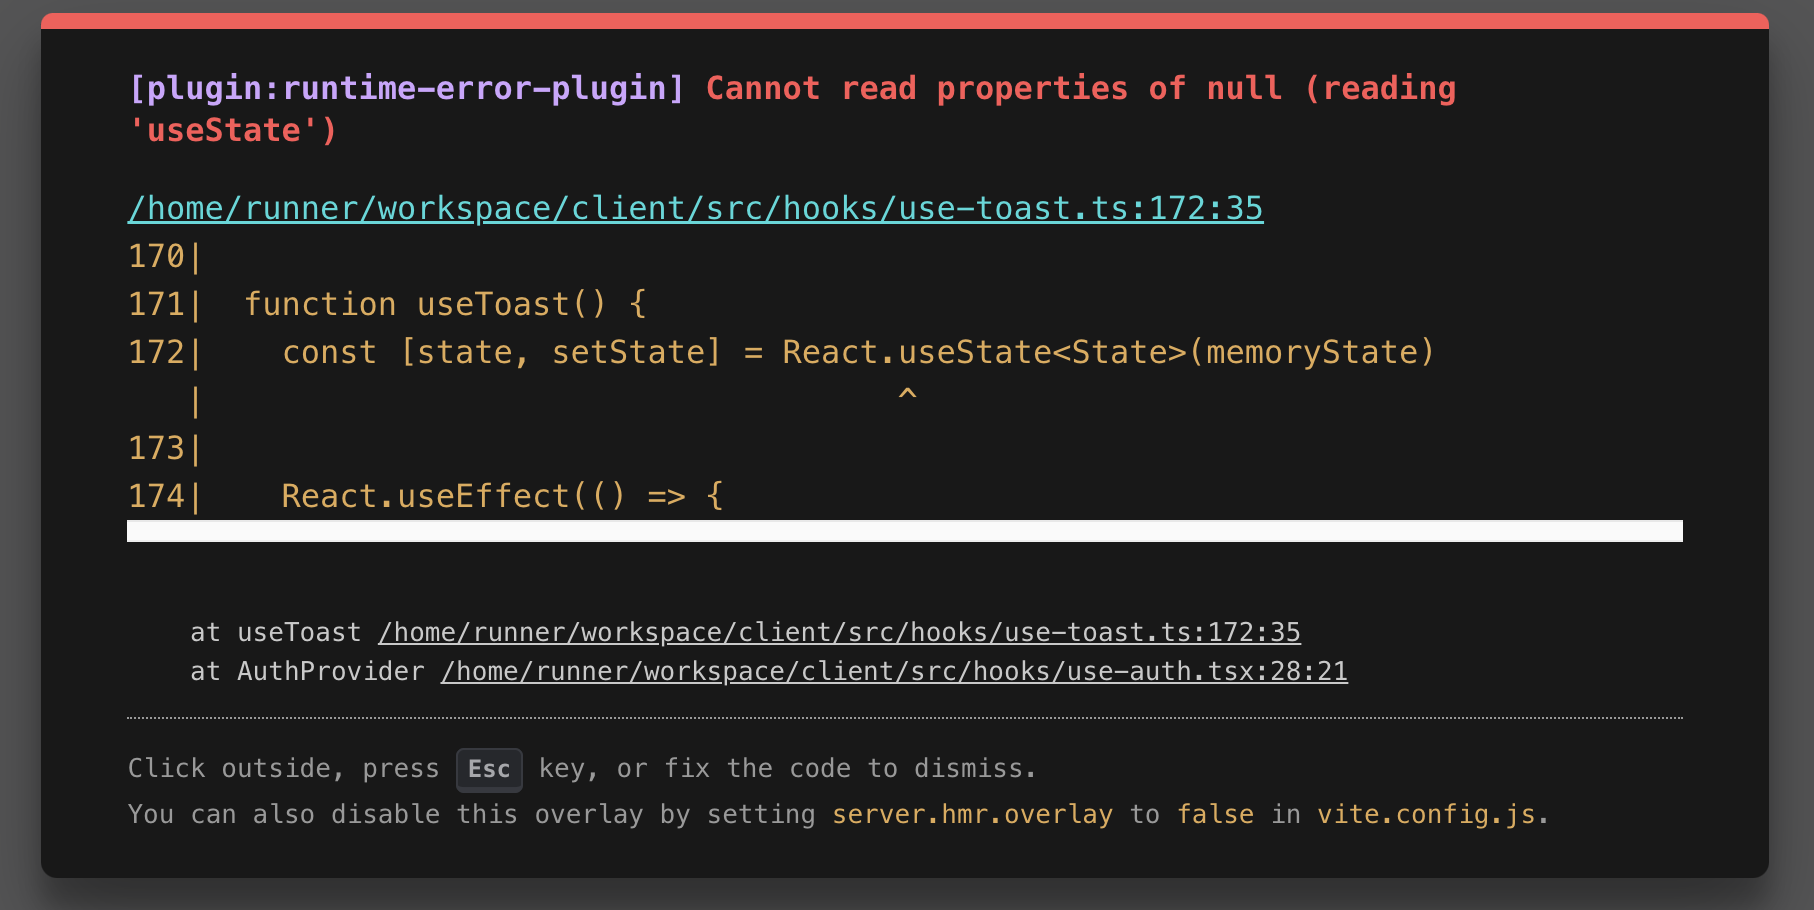 [plugin:runtime-error-plugin] Cannot read properties of null (reading
'useState')
/home/runner/workspace/client/src/hooks/use-toast.ts:172:35
170|
171|  function useToast() {
172|    const [state, setState] = React.useState<State>(memoryState)
   |                                    ^
173|
174|    React.useEffect(() => {
at useToast /home/runner/workspace/client/src/hooks/use-toast.ts:172:35
at AuthProvider /home/runner/workspace/client/src/hooks/use-auth.tsx:28:21
Click outside, press Esc key, or fix the code to dismiss.
You can also disable this overlay by setting server.hmr.overlay to false in vite.config.js.